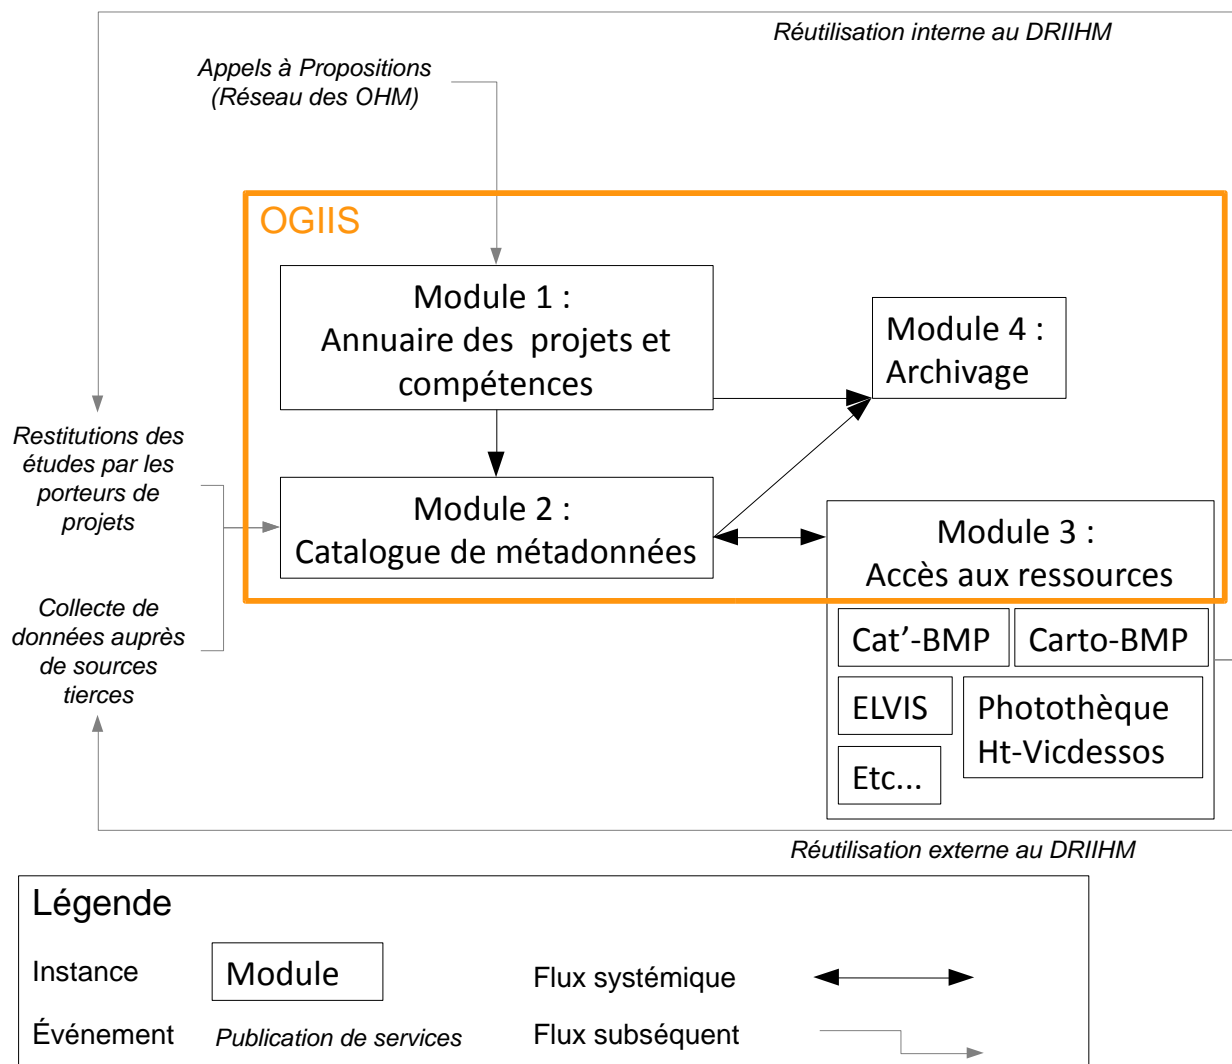 Réutilisation interne au DRIIHM
Appels à Propositions
(Réseau des OHM)
OGIIS
Module 1 :
Annuaire des  projets et
compétences
Module 4 :
Archivage
Restitutions des
études par les
porteurs de
projets
Module 2 :
Catalogue de métadonnées
Module 3 :
Accès aux ressources
Collecte de
données auprès
de sources
tierces
Cat’-BMP
Carto-BMP
ELVIS
Photothèque
Ht-Vicdessos
Etc...
Réutilisation externe au DRIIHM
Légende
Instance
Module
Flux systémique
Événement
Publication de services
Flux subséquent